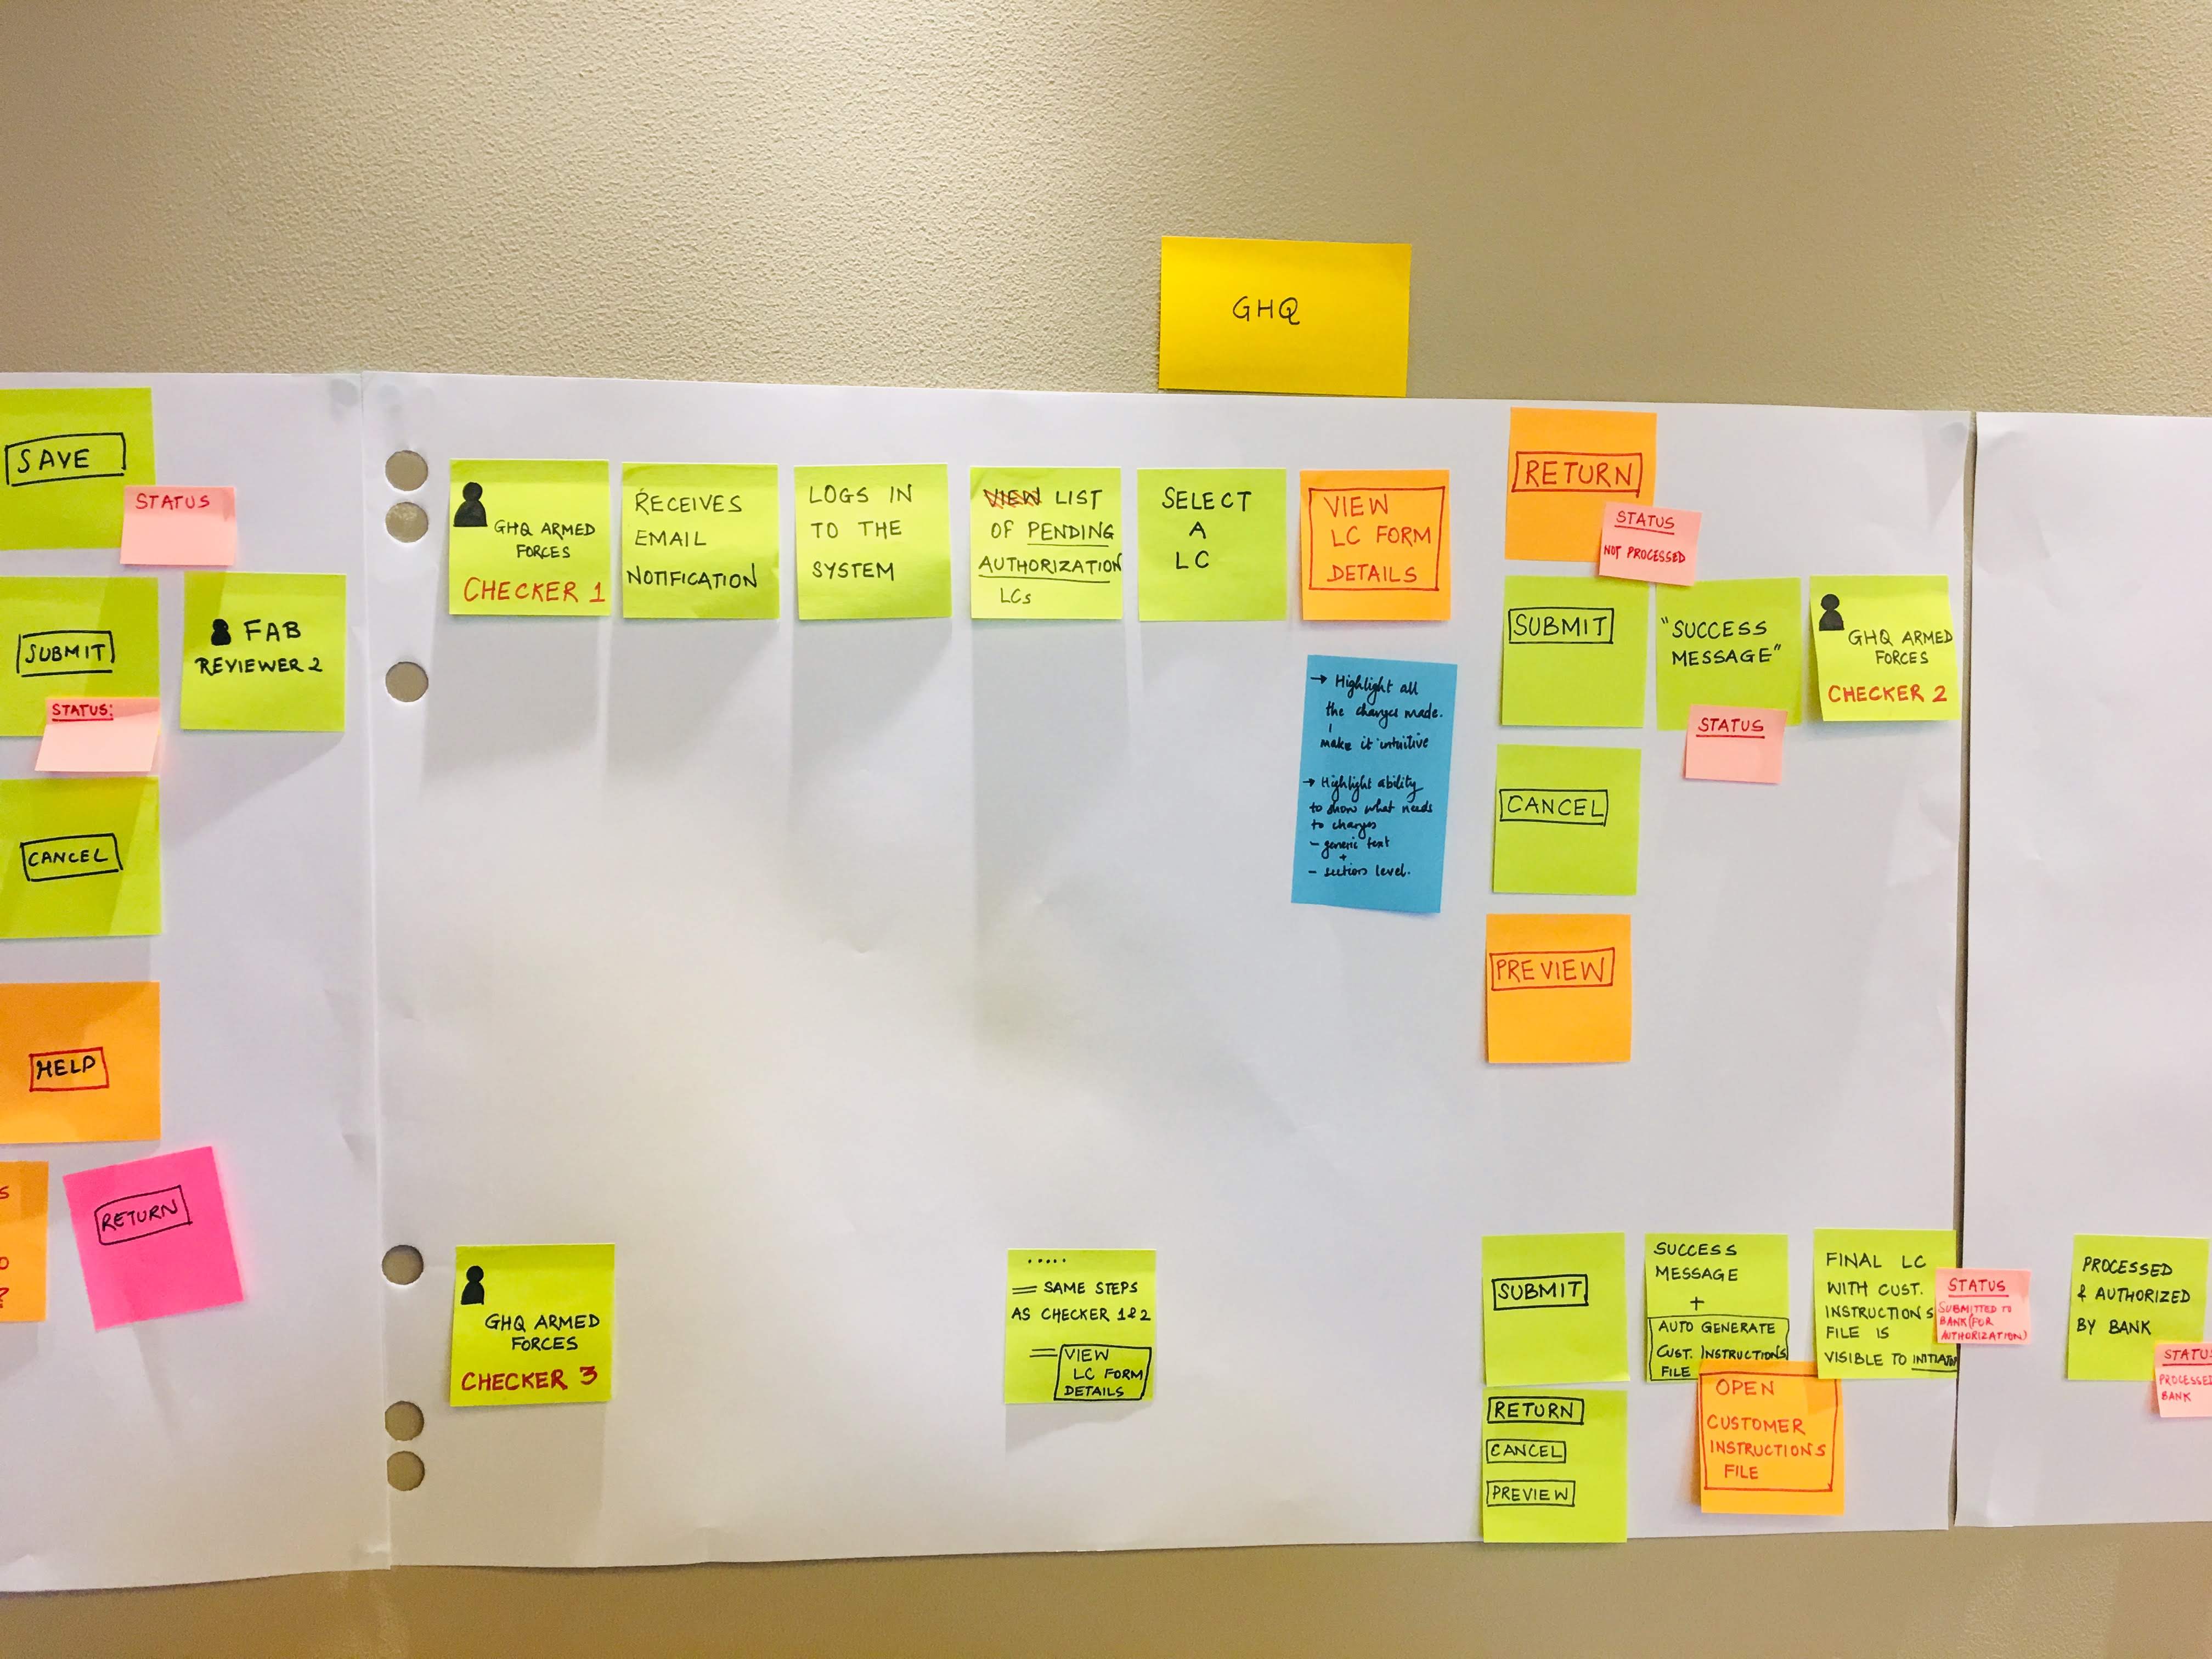 GHQ
SAVE
STATUS
SUBMIT
STATUS:
FAB
REVIEWER 2
CANCEL
HELP
RETURN
GHQ ARMED
FORCES
CHECKER 1
RECEIVES
EMAIL
NOTIFICATION
LOGS IN
TO THE
SYSTEM
VIEW LIST
OF PENDING
AUTHORIZATION
LCs
SELECT
A
LC
VIEW
LC FORM
DETAILS
→ Highlight all
the changes made.
make it intuitive
→ Highlight ability
to show what needs
to changes
- generic text
+
- section level.
RETURN
STATUS
NOT PROCESSED
SUBMIT
"SUCCESS
MESSAGE"
STATUS
GHQ ARMED
FORCES
CHECKER 2
CANCEL
PREVIEW
GHQ ARMED
FORCES
CHECKER 3
.....
= SAME STEPS
AS CHECKER 1&2
= VIEW
LC FORM
DETAILS
SUBMIT
RETURN
CANCEL
PREVIEW
SUCCESS
MESSAGE
+
AUTO GENERATE
CUST. INSTRUCTIONS
FILE
OPEN
CUSTOMER
INSTRUCTIONS
FILE
FINAL LC
WITH CUST.
INSTRUCTIONS
FILE IS
VISIBLE TO INITIATOR
STATUS
SUBMITTED TO
BANK (FOR
AUTHORIZATION)
PROCESSED
& AUTHORIZED
BY BANK
STATUS
PROCESSED
BANK